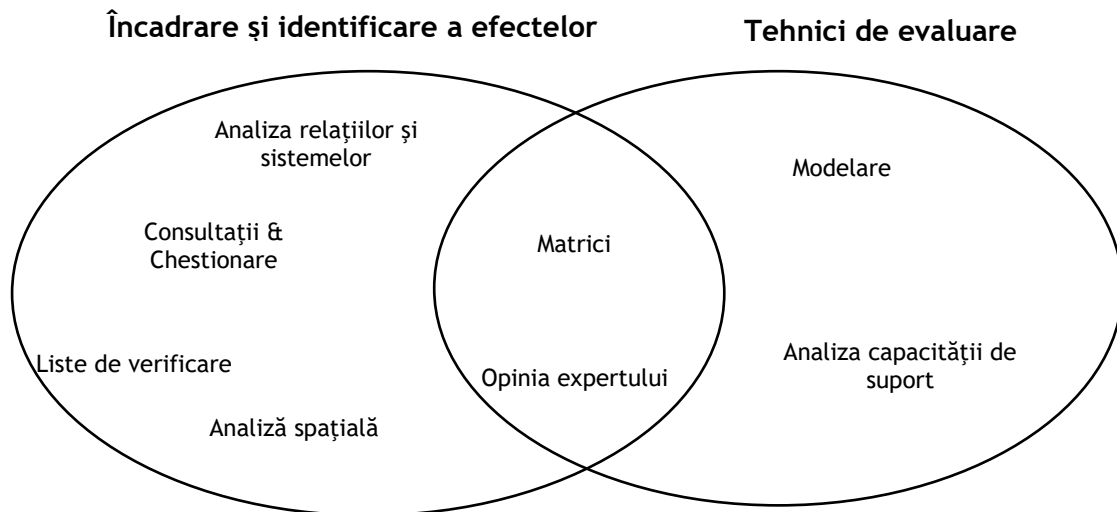 Încadrare şi identificare a efectelor
Tehnici de evaluare
Analiza relaţiilor şi
sistemelor
Modelare
Consultaţii &
Chestionare
Matrici
Liste de verificare
Opinia expertului
Analiza capacităţii de
suport
Analiză spaţială